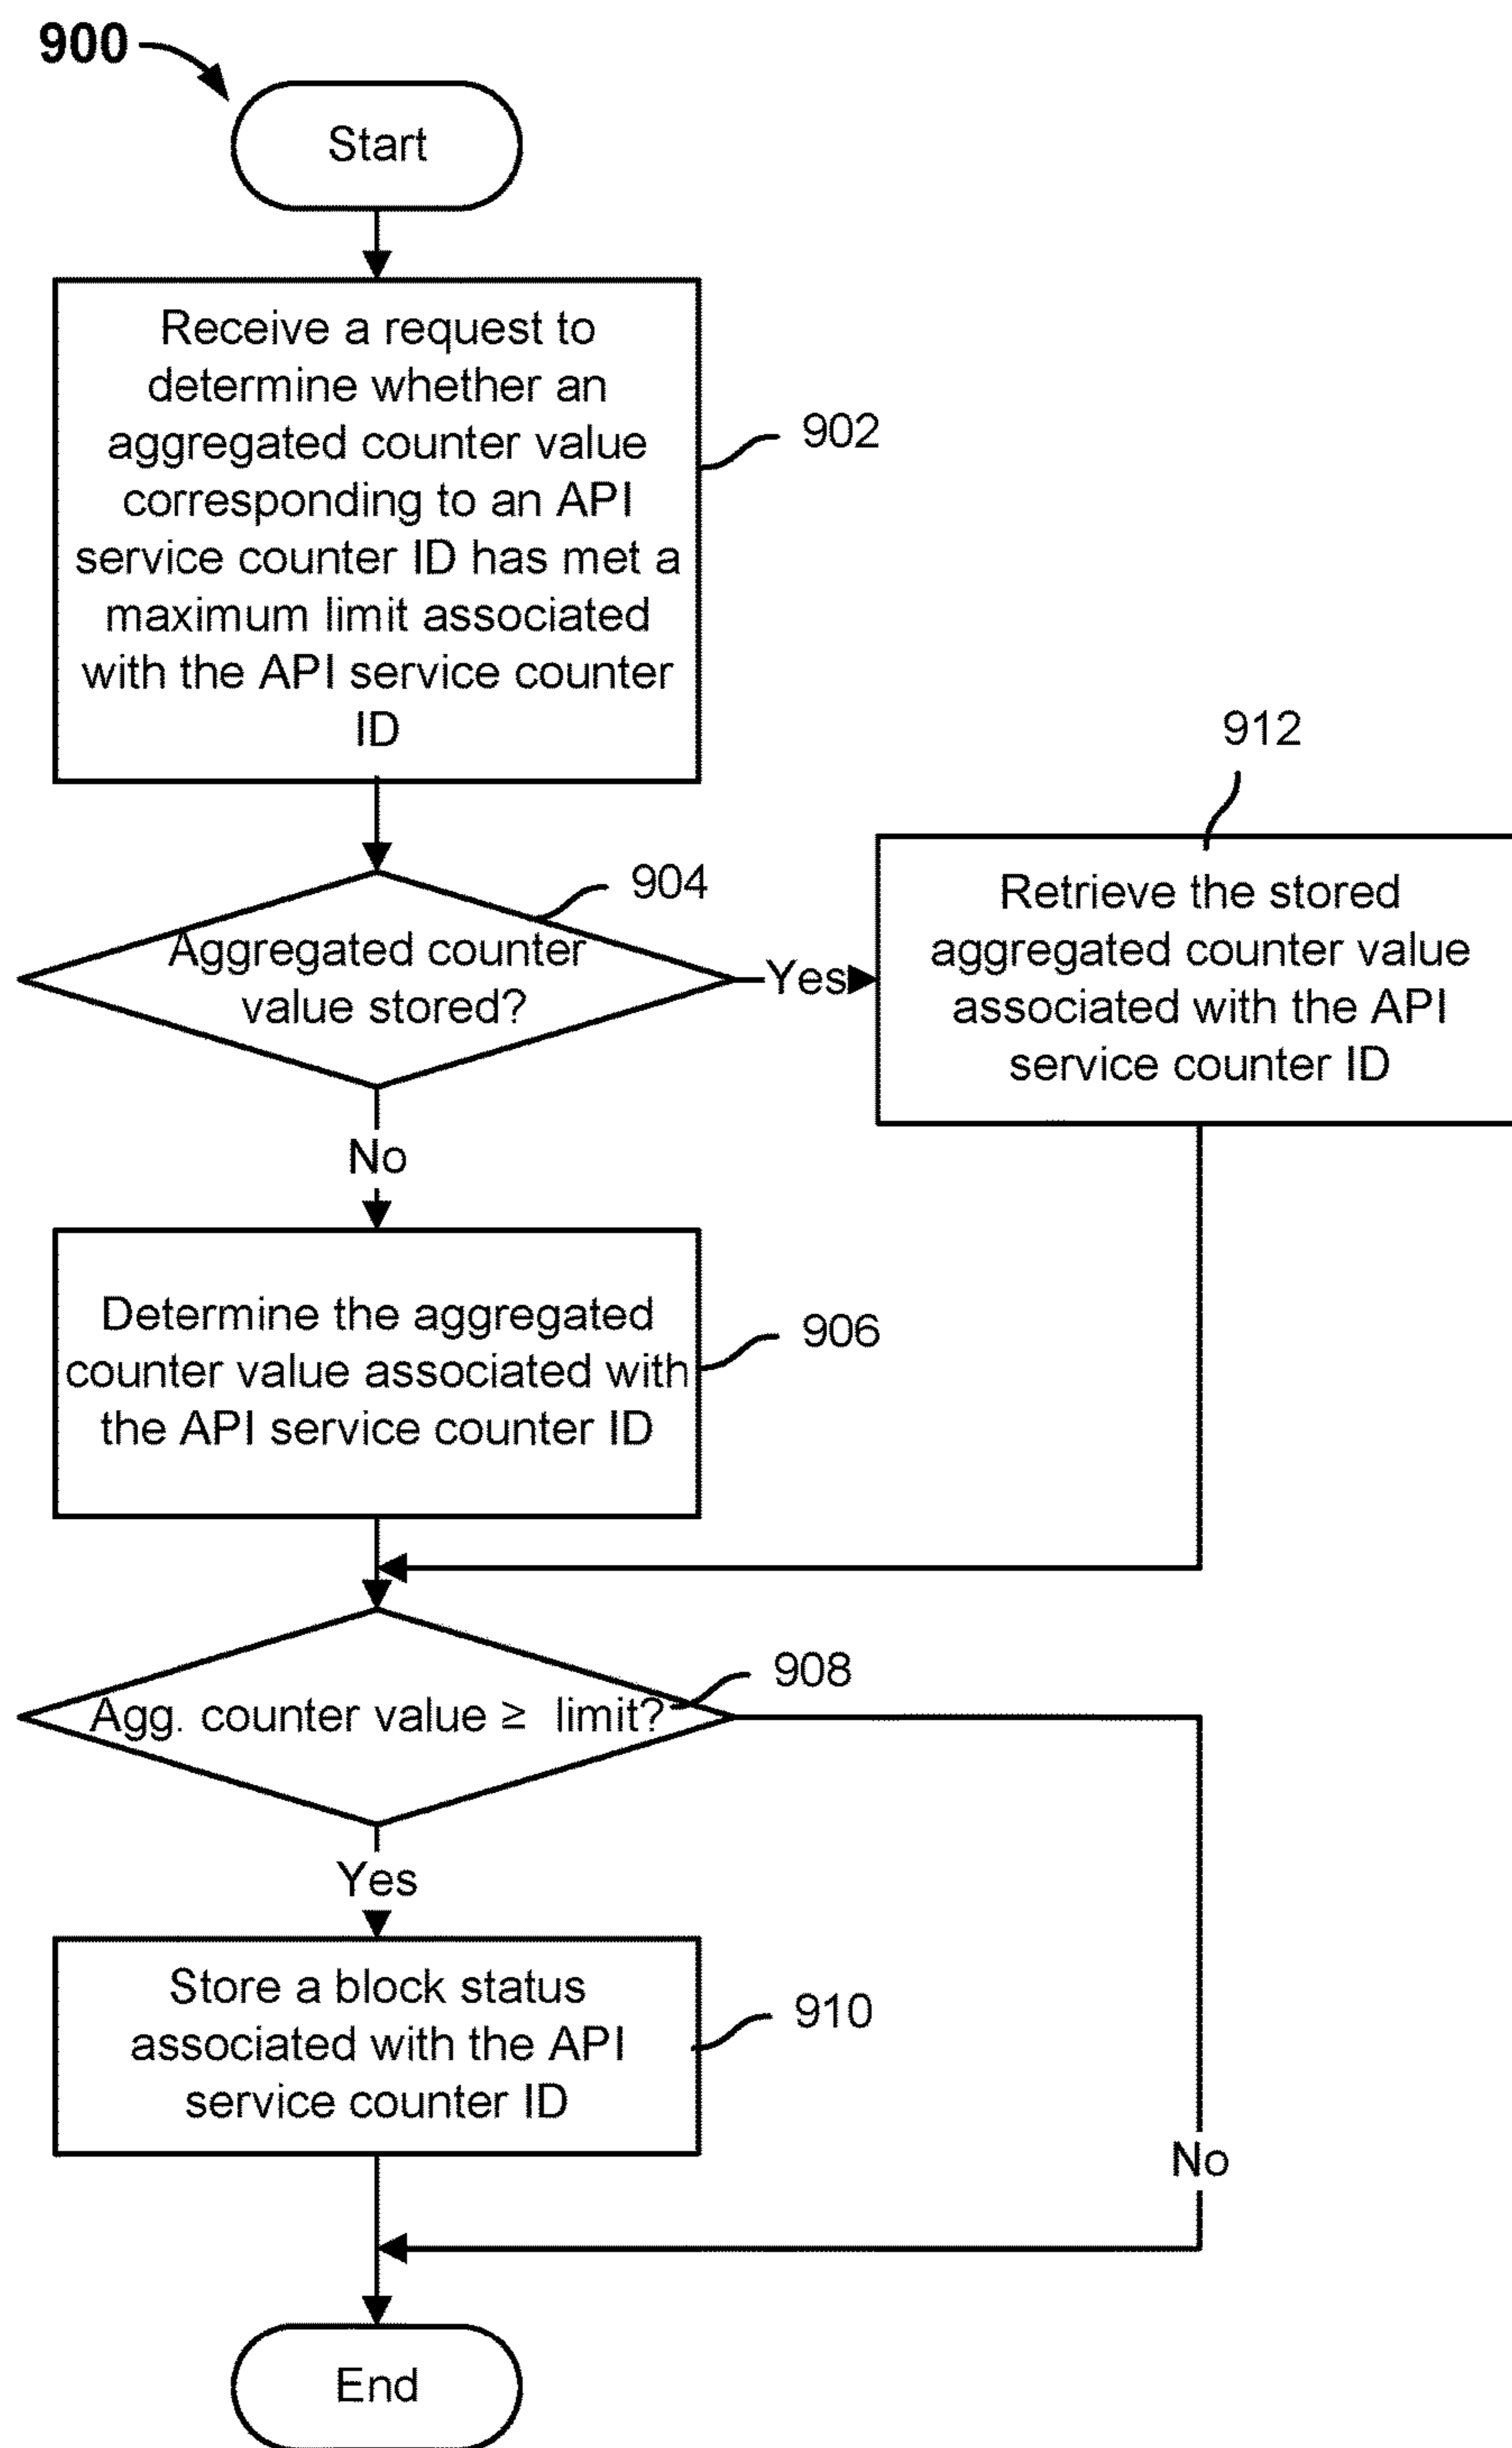 900
Start
Receive a request to
determine whether an
aggregated counter value
corresponding to an API
service counter ID has met a
maximum limit associated
with the API service counter
ID
902
912
904
Aggregated counter
value stored?
Yes
Retrieve the stored
aggregated counter value
associated with the API
service counter ID
No
Determine the aggregated
counter value associated with
the API service counter ID
906
908
Agg. counter value ≥ limit?
Yes
Store a block status
associated with the API
service counter ID
910
No
End